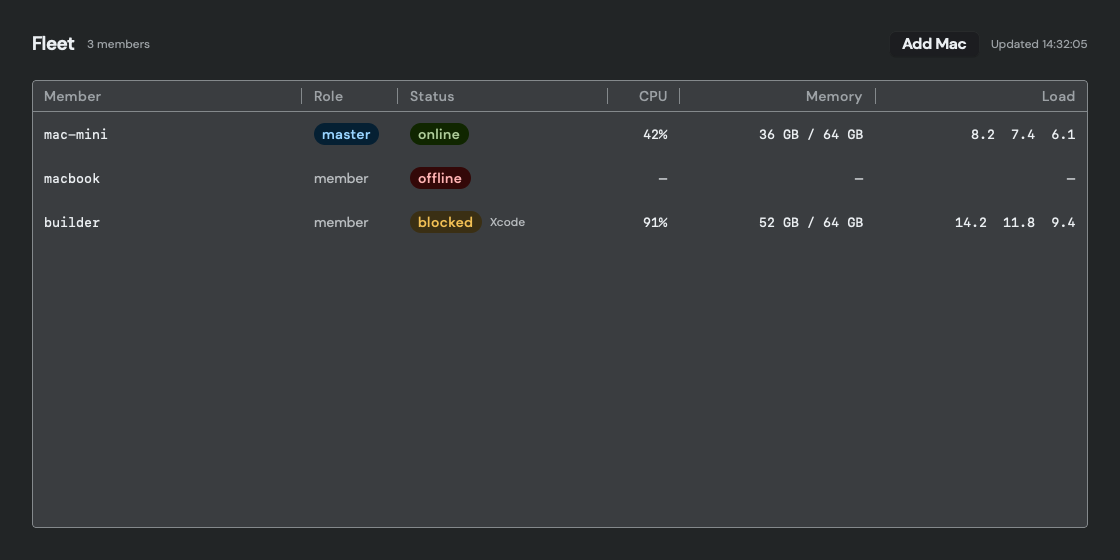 Fleet 3 members Add Mac Updated 14:32:05
Member Role Status CPU Memory Load
mac-mini master online 42% 36 GB / 64 GB 8.2 7.4 6.1
macbook member offline — — —
builder member blocked Xcode 91% 52 GB / 64 GB 14.2 11.8 9.4